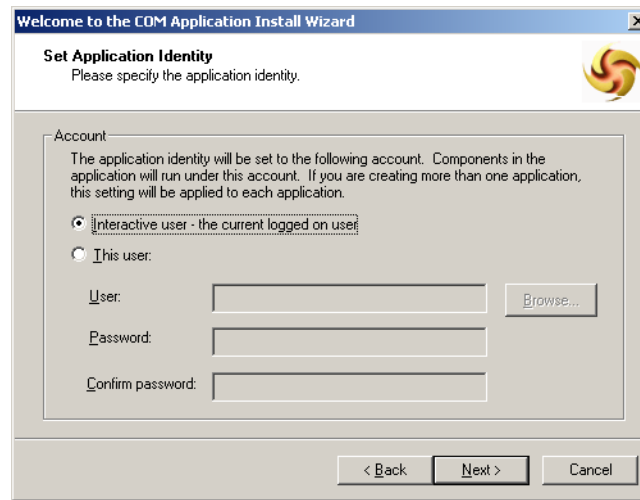 Welcome to the COM Application Install Wizard
Set Application Identity
Please specify the application identity.
Account
The application identity will be set to the following account. Components in the
application will run under this account. If you are creating more than one application,
this setting will be applied to each application.
Interactive user - the current logged on user
This user:
User:
Browse...
Password:
Confirm password:
< Back
Next >
Cancel